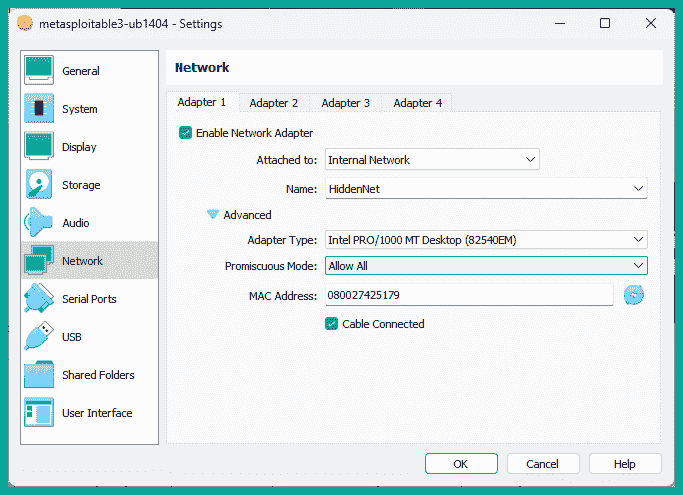 metasploitable3-ub1404 - Settings
General
System
Display
Storage
Audio
Network
Serial Ports
USB
Shared Folders
User Interface
Network
Adapter 1 Adapter 2 Adapter 3 Adapter 4
Enable Network Adapter
Attached to: Internal Network
Name: HiddenNet
Advanced
Adapter Type: Intel PRO/1000 MT Desktop (82540EM)
Promiscuous Mode: Allow All
MAC Address: 080027425179
Cable Connected
OK Cancel Help